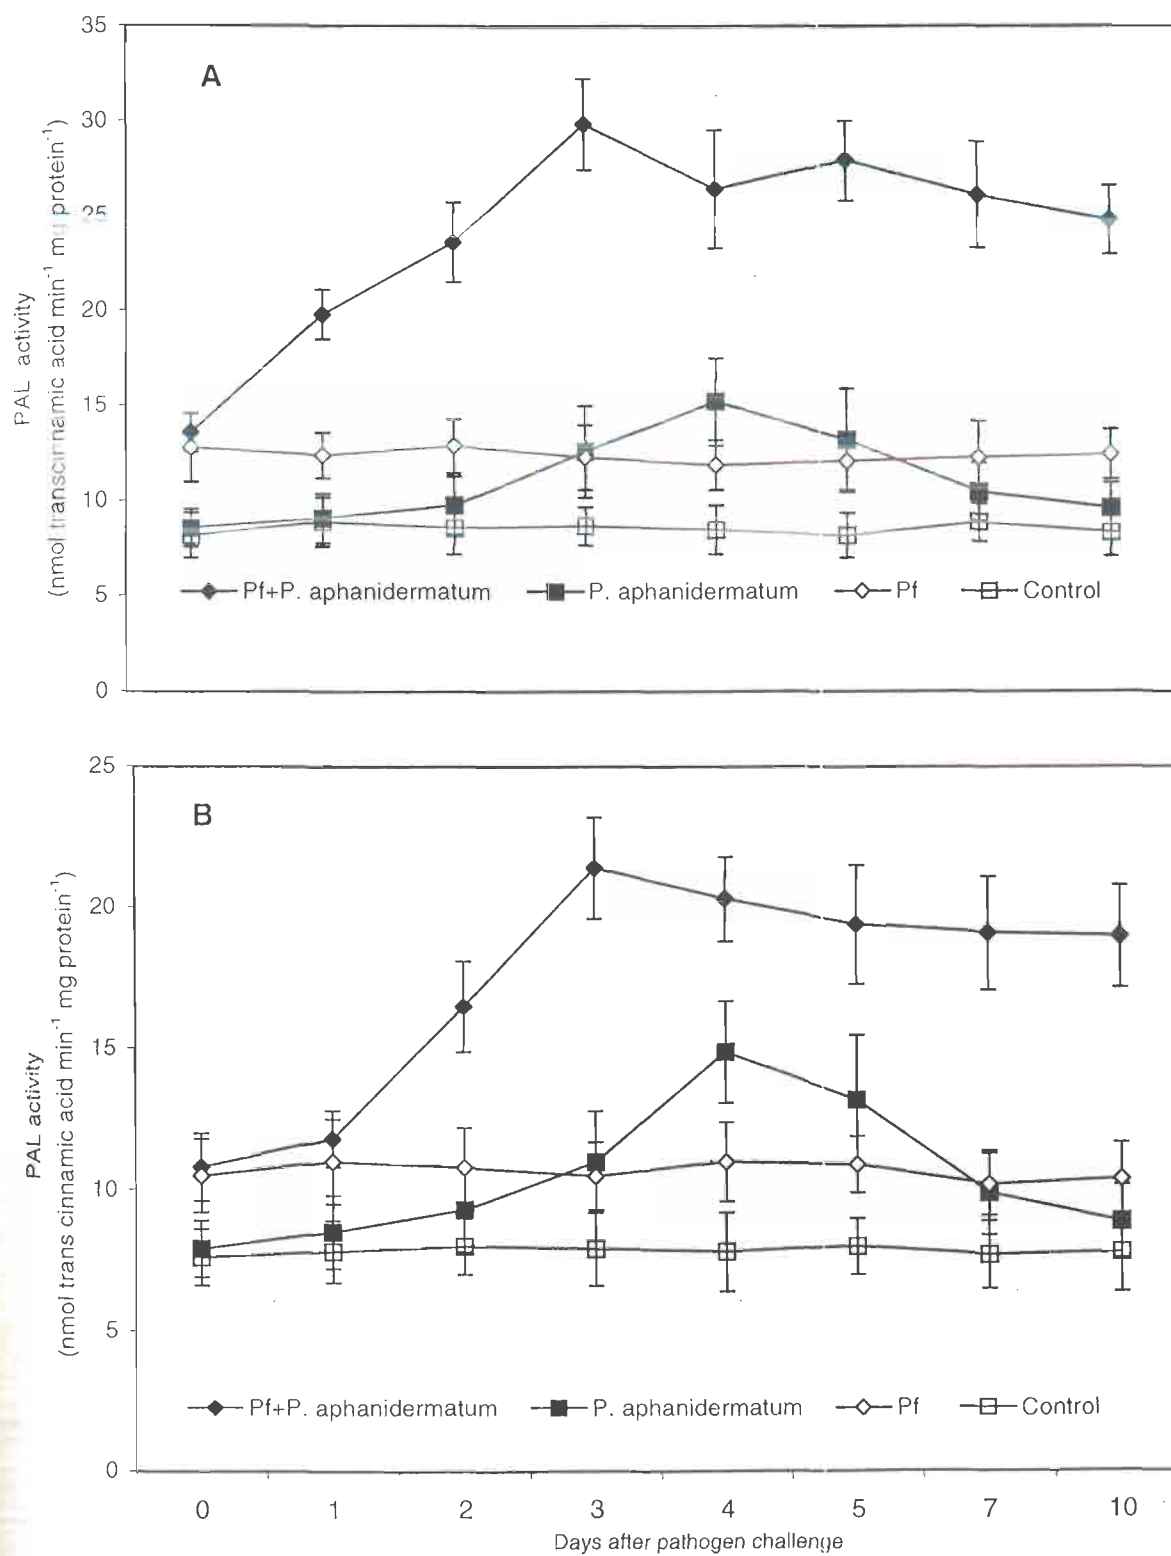 A
35
30
25
20
15
10
5
0
PAL activity
(nmol transcinnamic acid min⁻¹ mg protein⁻¹)
Pf+P. aphanidermatum P. aphanidermatum Pf Control
B
25
20
15
10
5
0
PAL activity
(nmol trans cinnamic acid min⁻¹ mg protein⁻¹)
Pf+P. aphanidermatum P. aphanidermatum Pf Control
0 1 2 3 4 5 7 10
Days after pathogen challenge